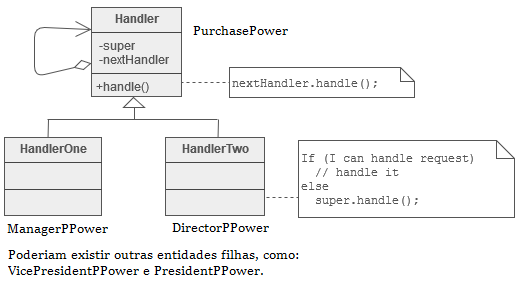 Handler
PurchasePower
-super
-nextHandler
+handle()
nextHandler.handle();
HandlerOne
HandlerTwo
If (I can handle request)
// handle it
else
super.handle();
ManagerPPower
DirectorPPower
Poderiam existir outras entidades filhas, como:
VicePresidentPPower e PresidentPPower.